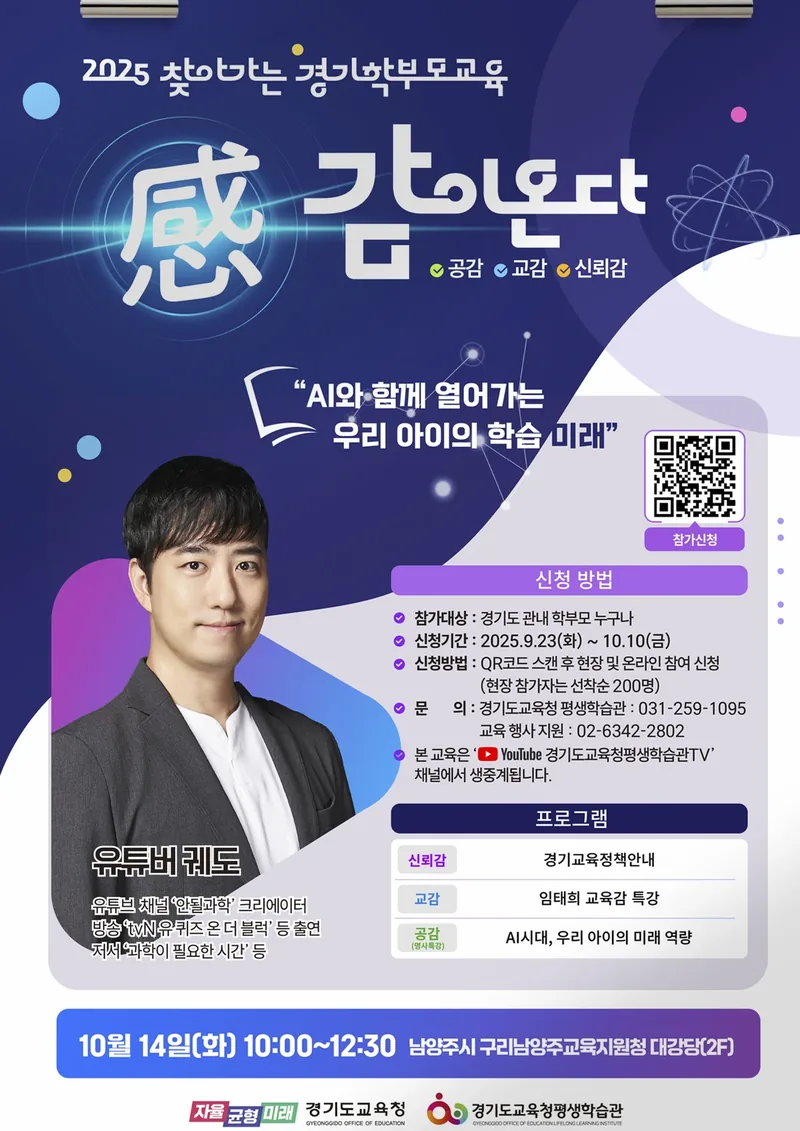 2025 찾아가는 경기학부모교육
感 감이온다
공감 교감 신뢰감
“AI와 함께 열어가는
우리 아이의 학습 미래”
참가신청
신청 방법
참가대상 : 경기도 관내 학부모 누구나
신청기간 : 2025.9.23(화) ~ 10.10(금)
신청방법 : QR코드 스캔 후 현장 및 온라인 참여 신청
(현장 참가자는 선착순 200명)
문 의 : 경기도교육청 평생학습관 : 031-259-1095
교육 행사 지원 : 02-6342-2802
본 교육은 ‘YouTube 경기도교육청평생학습관TV’
채널에서 생중계됩니다.
프로그램
신뢰감 경기교육정책안내
교감 임태희 교육감 특강
공감 AI시대, 우리 아이의 미래 역량
(명사특강)
유튜버 궤도
유튜브 채널 ‘안될과학’ 크리에이터
방송 ‘tvN 유 퀴즈 온 더 블럭’ 등 출연
저서 ‘과학이 필요한 시간’ 등
10월 14일(화) 10:00~12:30 남양주시 구리남양주교육지원청 대강당(2F)
자율 균형 미래 경기도교육청 경기도교육청평생학습관
GYEONGGIDO OFFICE OF EDUCATION GYEONGGIDO OFFICE OF EDUCATION LIFELONG LEARNING INSTITUTE